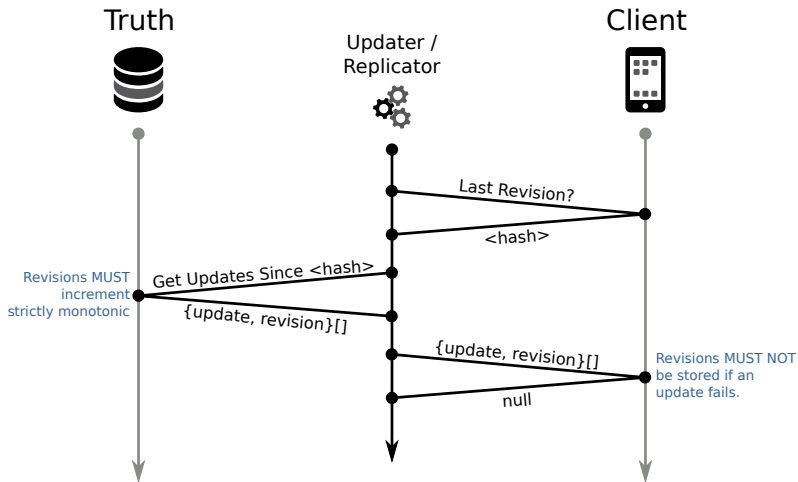 Truth
Updater /
Replicator
Client
Last Revision?
<hash>
Get Updates Since <hash>
Revisions MUST
increment
strictly monotonic
{update, revision}[]
{update, revision}[]
Revisions MUST NOT
be stored if an
update fails.
null